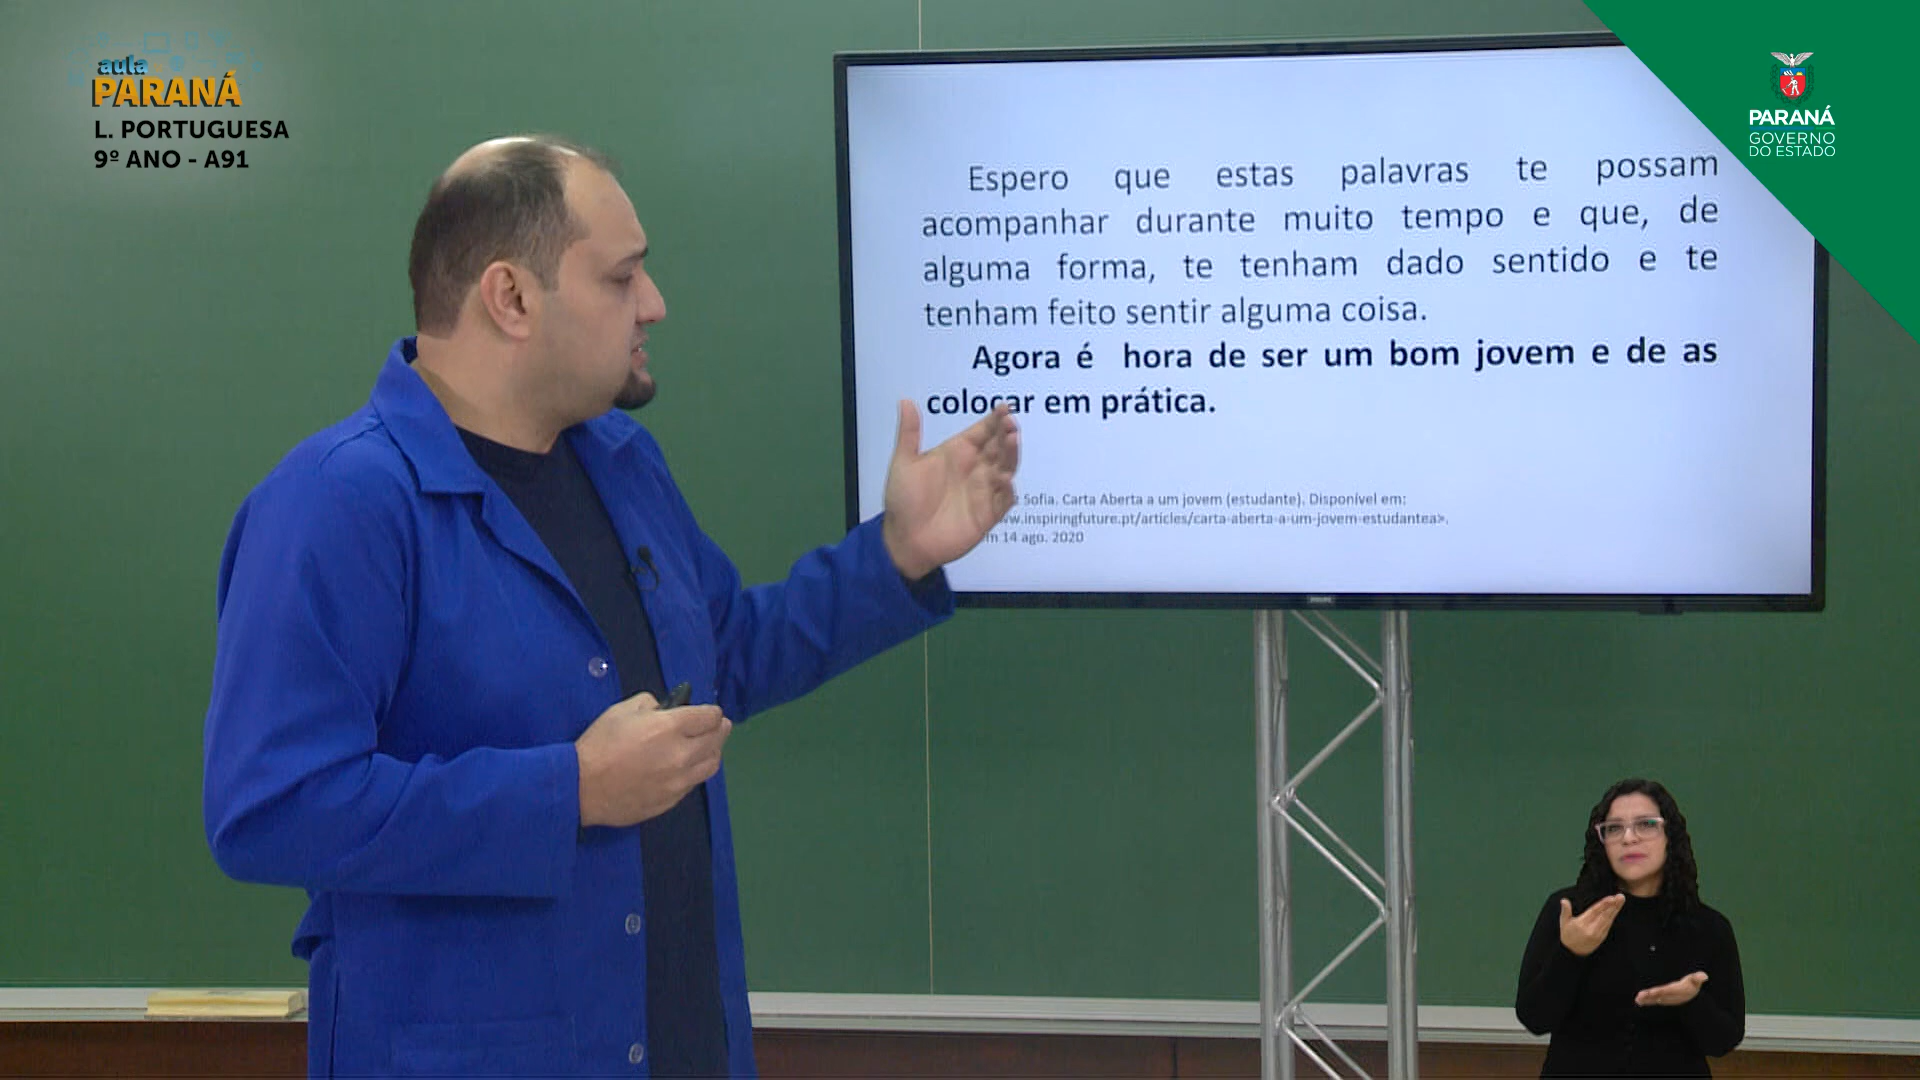 aula
PARANÁ
L. PORTUGUESA
9º ANO - A91
PARANÁ
GOVERNO
DO ESTADO
Espero que estas palavras te possam
acompanhar durante muito tempo e que, de
alguma forma, te tenham dado sentido e te
tenham feito sentir alguma coisa.
Agora é hora de ser um bom jovem e de as
colocar em prática.
Sofia. Carta Aberta a um jovem (estudante). Disponível em:
w.inspiringfuture.pt/articles/carta-aberta-a-um-jovem-estudantea>.
m 14 ago. 2020
PHILIPS